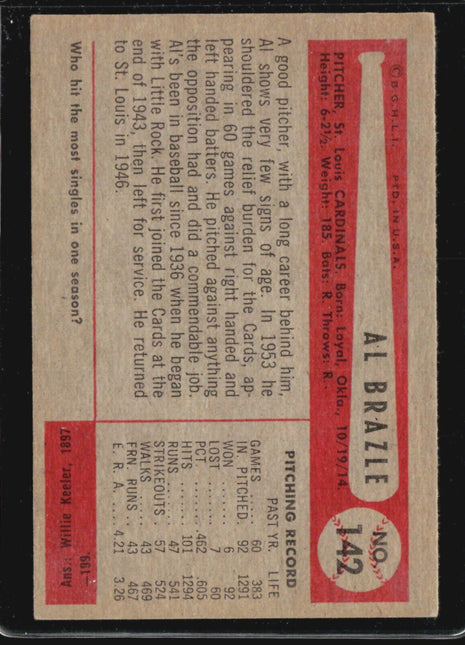 © B.G.H.L.I. PTD. IN U.S.A.
AL BRAZLE
NO.
142
PITCHER, St. Louis CARDINALS. Born: Loyal, Okla., 10/19/14.
Height: 6-2½. Weight: 185. Bats: R. Throws: R.
A good pitcher, with a long career behind him,
Al shows very few signs of age. In 1953 he
shouldered the relief burden for the Cards, ap-
pearing in 60 games against right handed and
left handed batters. He pitched against anything
the opposition had and did a commendable job.
Al's been in baseball since 1936 when he began
with Little Rock. He first joined the Cards at the
end of 1943, then left for service. He returned
to St. Louis in 1946.
PITCHING RECORD
PAST YR. LIFE
GAMES ..... 60 383
IN PITCHED 92 1291
WON ....... 6 92
LOST ...... 7 60
PCT ...... .462 .605
HITS ...... 101 1294
RUNS ...... 47 541
STRIKEOUTS 57 524
WALKS ..... 43 469
FRN. RUNS .. 43 467
E. R. A. .... 4.21 3.26
Who hit the most singles in one season?
Ans: Willie Keeler, 1897
.199